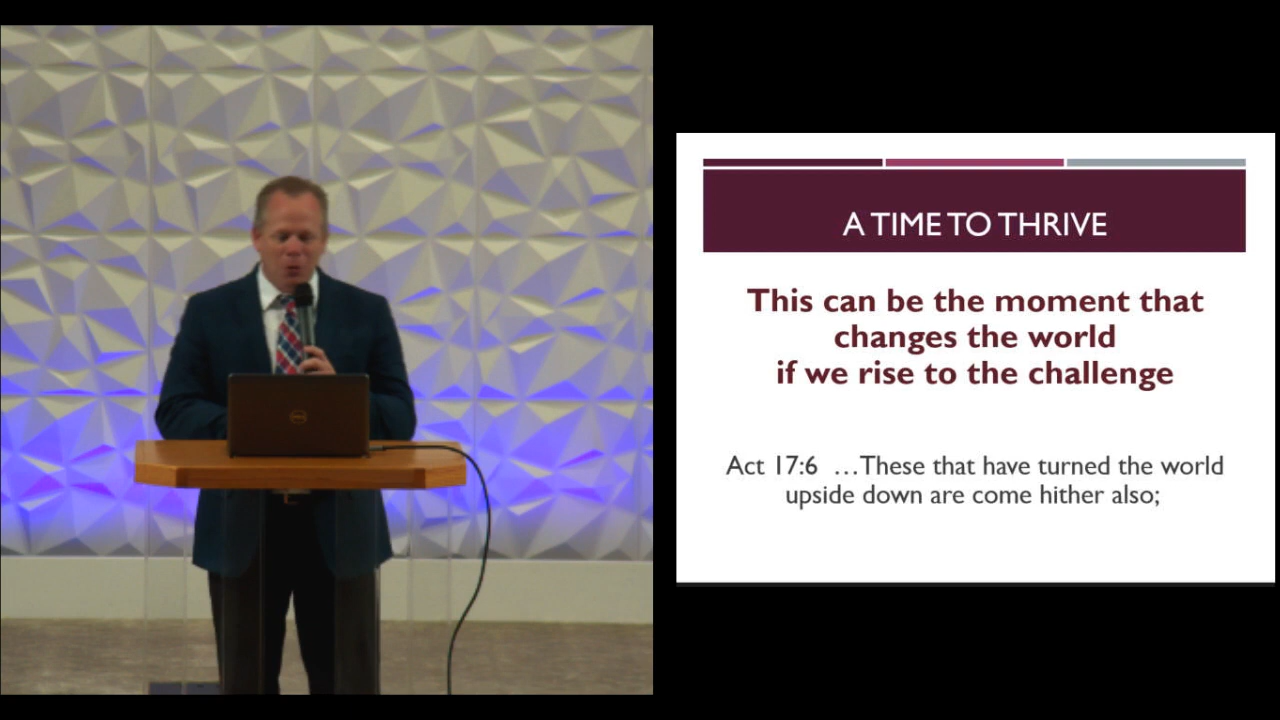 A TIME TO THRIVE
This can be the moment that
changes the world
if we rise to the challenge
Act 17:6 …These that have turned the world
upside down are come hither also;